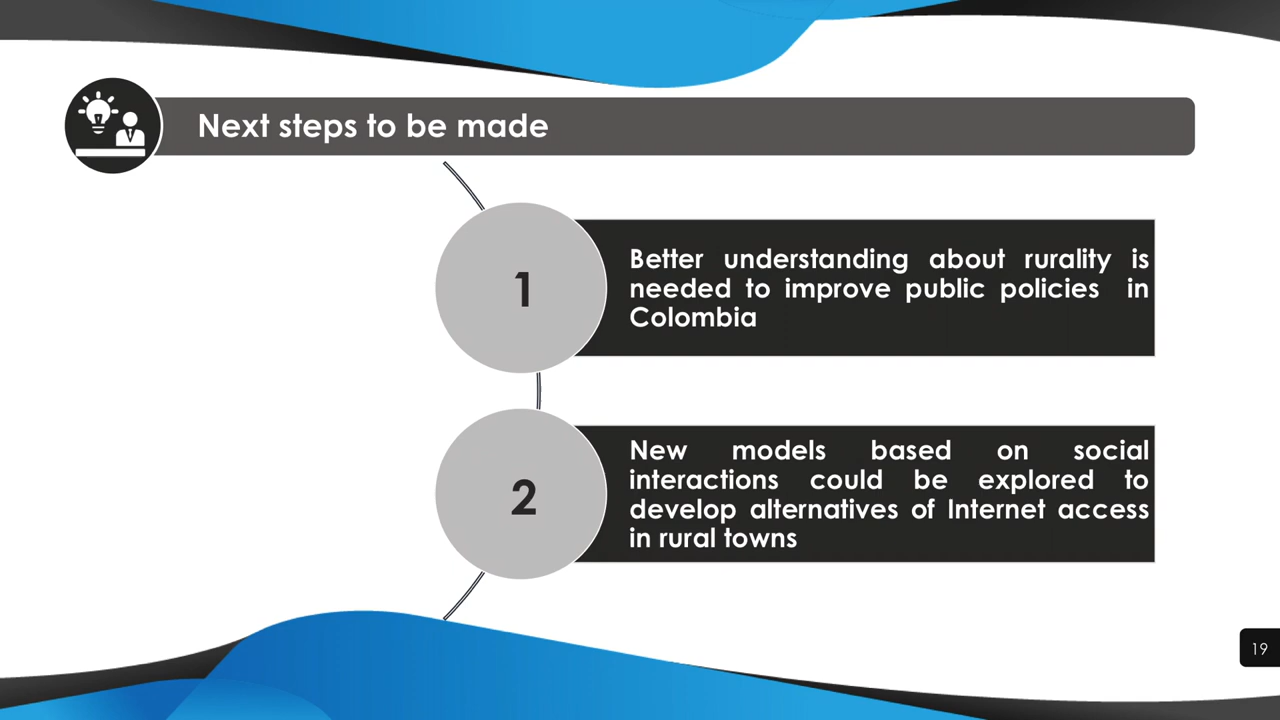 Next steps to be made
1
Better understanding about rurality is
needed to improve public policies in
Colombia
2
New models based on social
interactions could be explored to
develop alternatives of Internet access
in rural towns
19